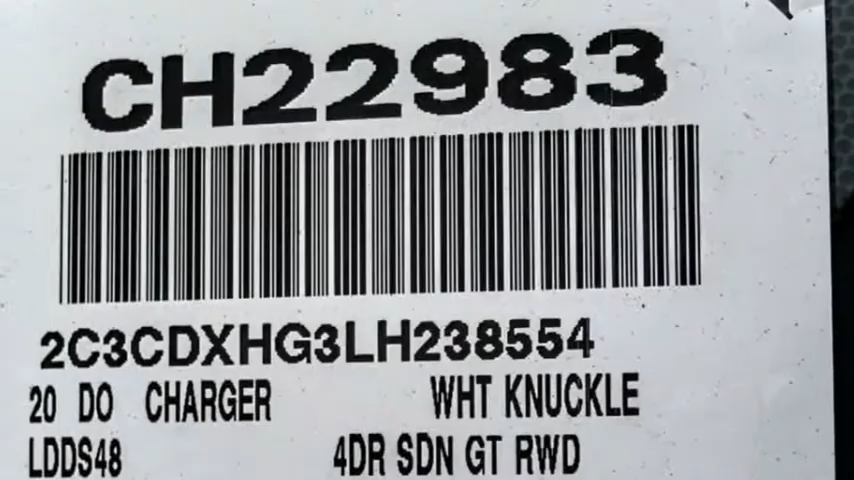 CH22983
2C3CDXHG3LH238554
20 DO CHARGER WHT KNUCKLE
LDDS48 4DR SDN GT RWD